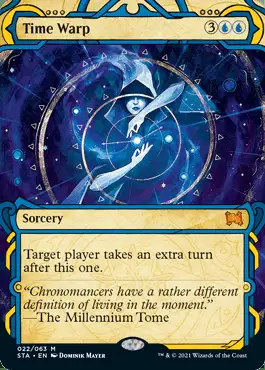 Time Warp 3
Sorcery
Target player takes an extra turn
after this one.
“Chronomancers have a rather different
definition of living in the moment.”
—The Millennium Tome
022/063 M
STA • EN Dominik Mayer
™ & © 2021 Wizards of the Coast